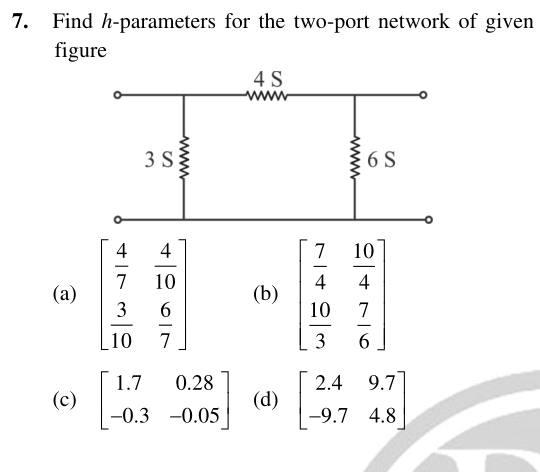 7. Find h-parameters for the two-port network of given
figure
4 S
3 S
6 S
(a) [4/7 4/10
3/10 6/7]
(b) [7/4 10/4
10/3 7/6]
(c) [1.7 0.28
–0.3 –0.05]
(d) [2.4 9.7
–9.7 4.8]